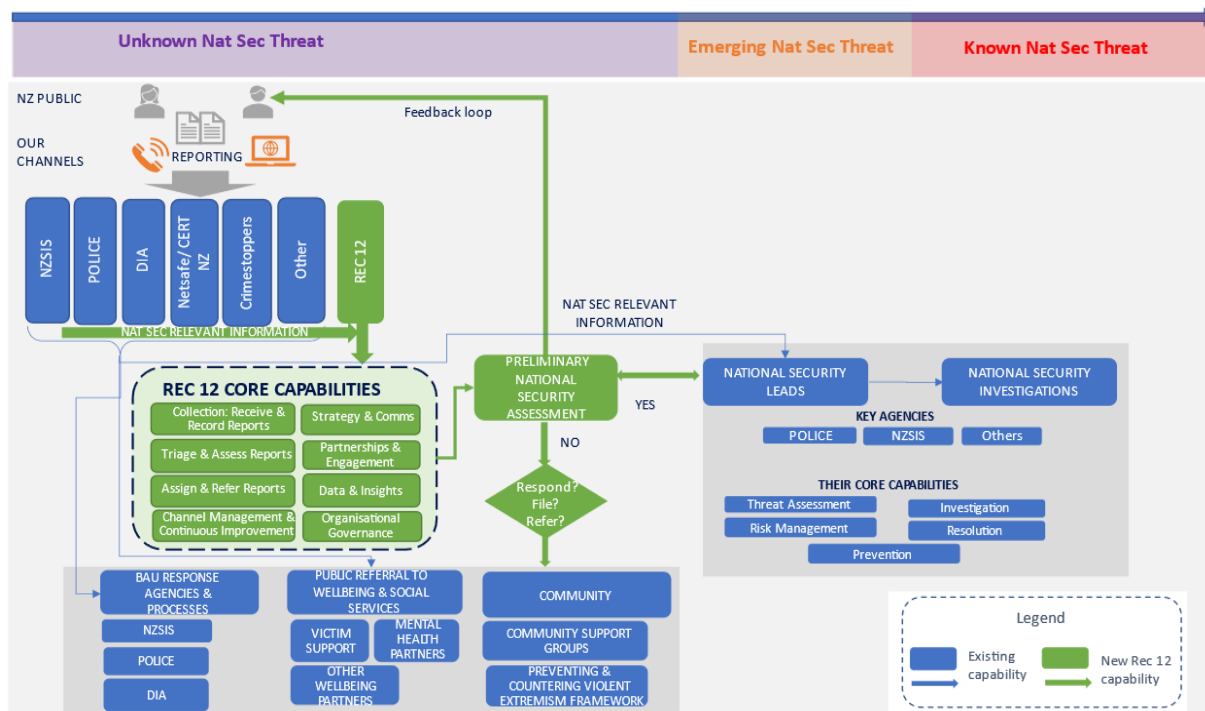 Unknown Nat Sec Threat
Emerging Nat Sec Threat
Known Nat Sec Threat
NZ PUBLIC
Feedback loop
OUR
CHANNELS
REPORTING
NZSIS
POLICE
DIA
Netsafe/ CERT
NZ
Crimestoppers
Other
REC 12
NAT SEC RELEVANT INFORMATION
NAT SEC RELEVANT
INFORMATION
REC 12 CORE CAPABILITIES
Collection: Receive &
Record Reports
Strategy & Comms
Triage & Assess Reports
Partnerships &
Engagement
Assign & Refer Reports
Data & Insights
Channel Management &
Continuous Improvement
Organisational
Governance
PRELIMINARY
NATIONAL
SECURITY
ASSESSMENT
YES
NO
Respond?
File?
Refer?
NATIONAL SECURITY
LEADS
NATIONAL SECURITY
INVESTIGATIONS
KEY AGENCIES
POLICE
NZSIS
Others
THEIR CORE CAPABILITIES
Threat Assessment
Investigation
Risk Management
Resolution
Prevention
BAU RESPONSE
AGENCIES &
PROCESSES
NZSIS
POLICE
DIA
PUBLIC REFERRAL TO
WELLBEING & SOCIAL
SERVICES
VICTIM
SUPPORT
MENTAL
HEALTH
PARTNERS
OTHER
WELLBEING
PARTNERS
COMMUNITY
COMMUNITY SUPPORT
GROUPS
PREVENTING &
COUNTERING VIOLENT
EXTREMISM FRAMEWORK
Legend
Existing
capability
New Rec 12
capability